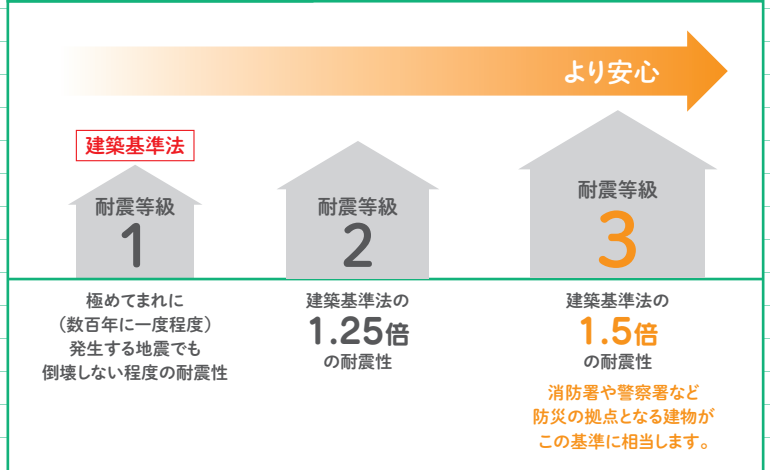 より安心
建築基準法
耐震等級
1
耐震等級
2
耐震等級
3
極めてまれに
(数百年に一度程度)
発生する地震でも
倒壊しない程度の耐震性
建築基準法の
1.25倍
の耐震性
建築基準法の
1.5倍
の耐震性
消防署や警察署など
防災の拠点となる建物が
この基準に相当します。